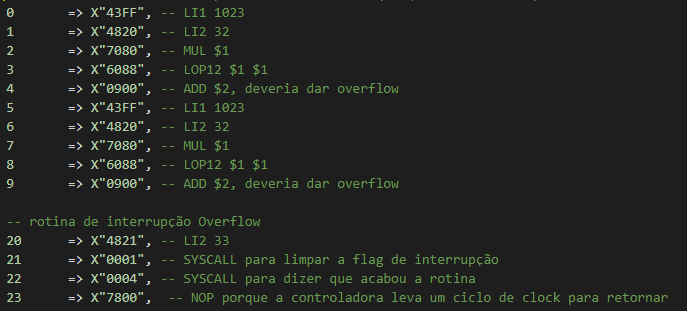 0 => X"43FF", -- LI1 1023
1 => X"4820", -- LI2 32
2 => X"7080", -- MUL $1
3 => X"6088", -- LOP12 $1 $1
4 => X"0900", -- ADD $2, deveria dar overflow
5 => X"43FF", -- LI1 1023
6 => X"4820", -- LI2 32
7 => X"7080", -- MUL $1
8 => X"6088", -- LOP12 $1 $1
9 => X"0900", -- ADD $2, deveria dar overflow
-- rotina de interrupção Overflow
20 => X"4821", -- LI2 33
21 => X"0001", -- SYSCALL para limpar a flag de interrupção
22 => X"0004", -- SYSCALL para dizer que acabou a rotina
23 => X"7800", -- NOP porque a controladora leva um ciclo de clock para retornar